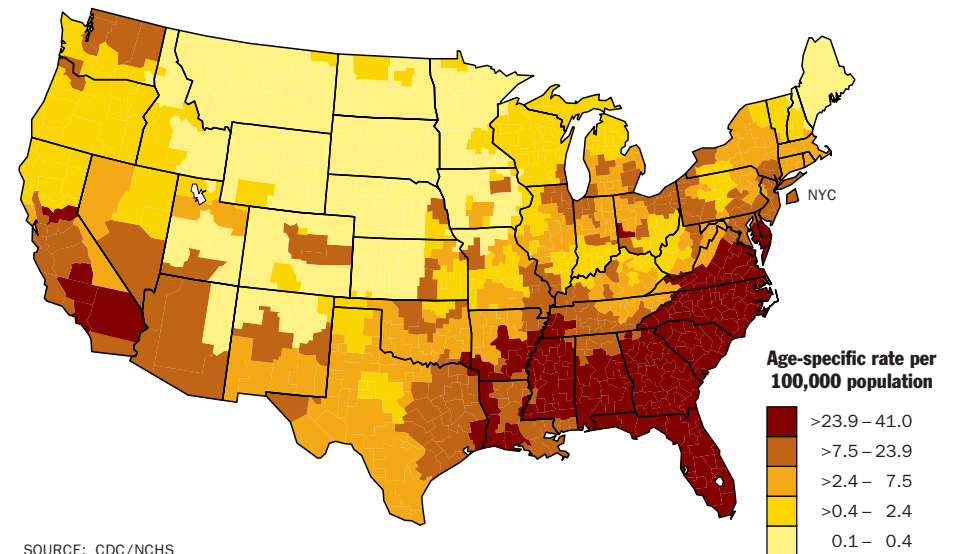 NYC
Age-specific rate per
100,000 population
>23.9 – 41.0
>7.5 – 23.9
>2.4 – 7.5
>0.4 – 2.4
0.1 – 0.4
SOURCE: CDC/NCHS